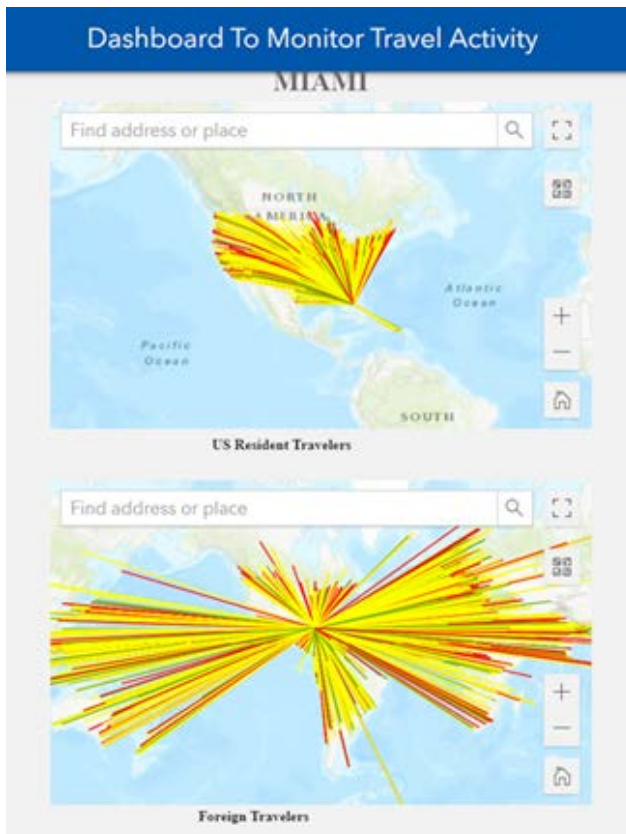 Dashboard To Monitor Travel Activity
MIAMI
Find address or place
NORTH
AMERICA
Atlantic
Ocean
Pacific
Ocean
SOUTH
US Resident Travelers
Find address or place
Foreign Travelers